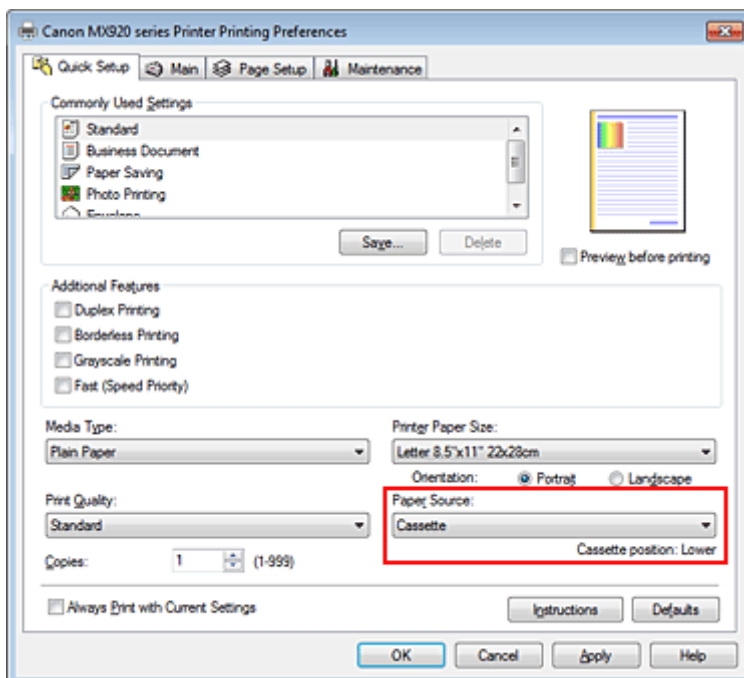 Canon MX920 series Printer Printing Preferences
Quick Setup Main Page Setup Maintenance
Commonly Used Settings
Standard
Business Document
Paper Saving
Photo Printing
Envelope
Save... Delete
Preview before printing
Additional Features
Duplex Printing
Borderless Printing
Grayscale Printing
Fast (Speed Priority)
Media Type:
Plain Paper
Printer Paper Size:
Letter 8.5"x11" 22x28cm
Orientation: Portrait Landscape
Print Quality:
Standard
Paper Source:
Cassette
Cassette position: Lower
Copies: 1 (1-999)
Always Print with Current Settings
Instructions Defaults
OK Cancel Apply Help